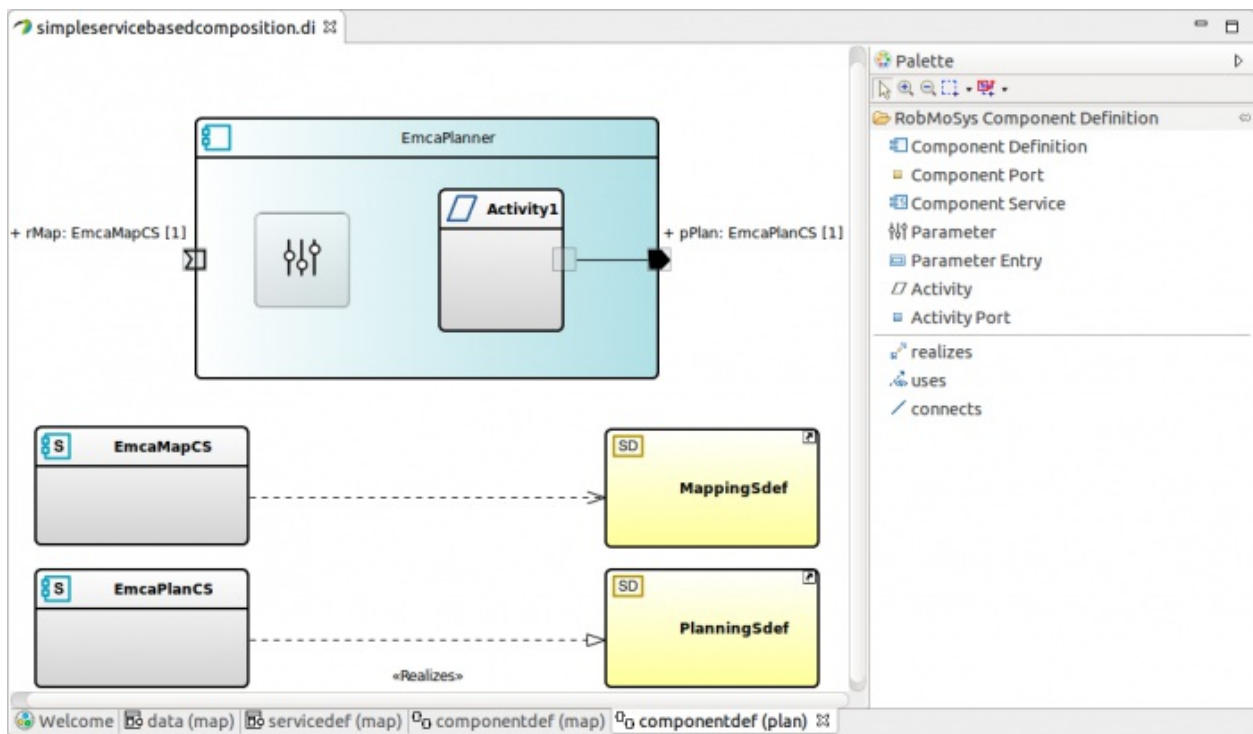 simpleservicebasedcomposition.di
EmcaPlanner
Activity1
+ rMap: EmcaMapCS [1]
+ pPlan: EmcaPlanCS [1]
S EmcaMapCS
SD
MappingSdef
S EmcaPlanCS
SD
PlanningSdef
«Realizes»
Palette
RobMoSys Component Definition
Component Definition
Component Port
Component Service
Parameter
Parameter Entry
Activity
Activity Port
realizes
uses
connects
Welcome data (map) servicedef (map) componentdef (map) componentdef (plan)